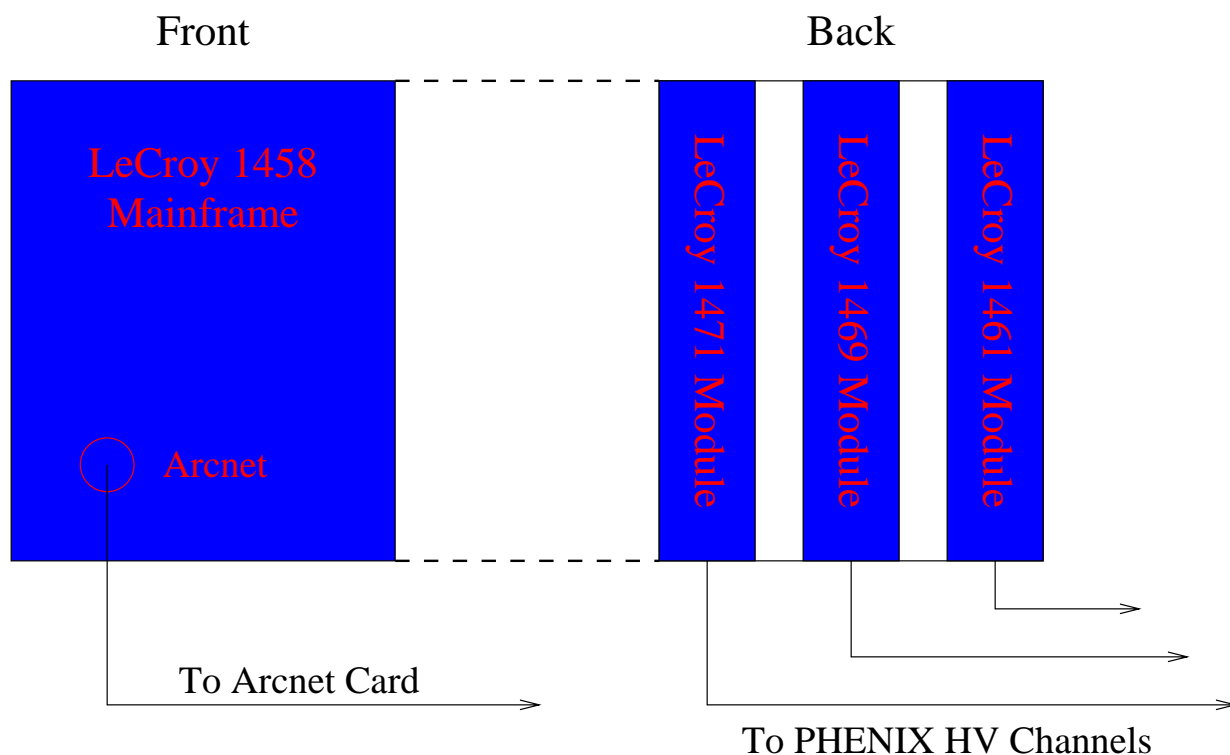 Front
Back
LeCroy 1458
Mainframe
Arcnet
To Arcnet Card
LeCroy 1471 Module
LeCroy 1469 Module
LeCroy 1461 Module
To PHENIX HV Channels